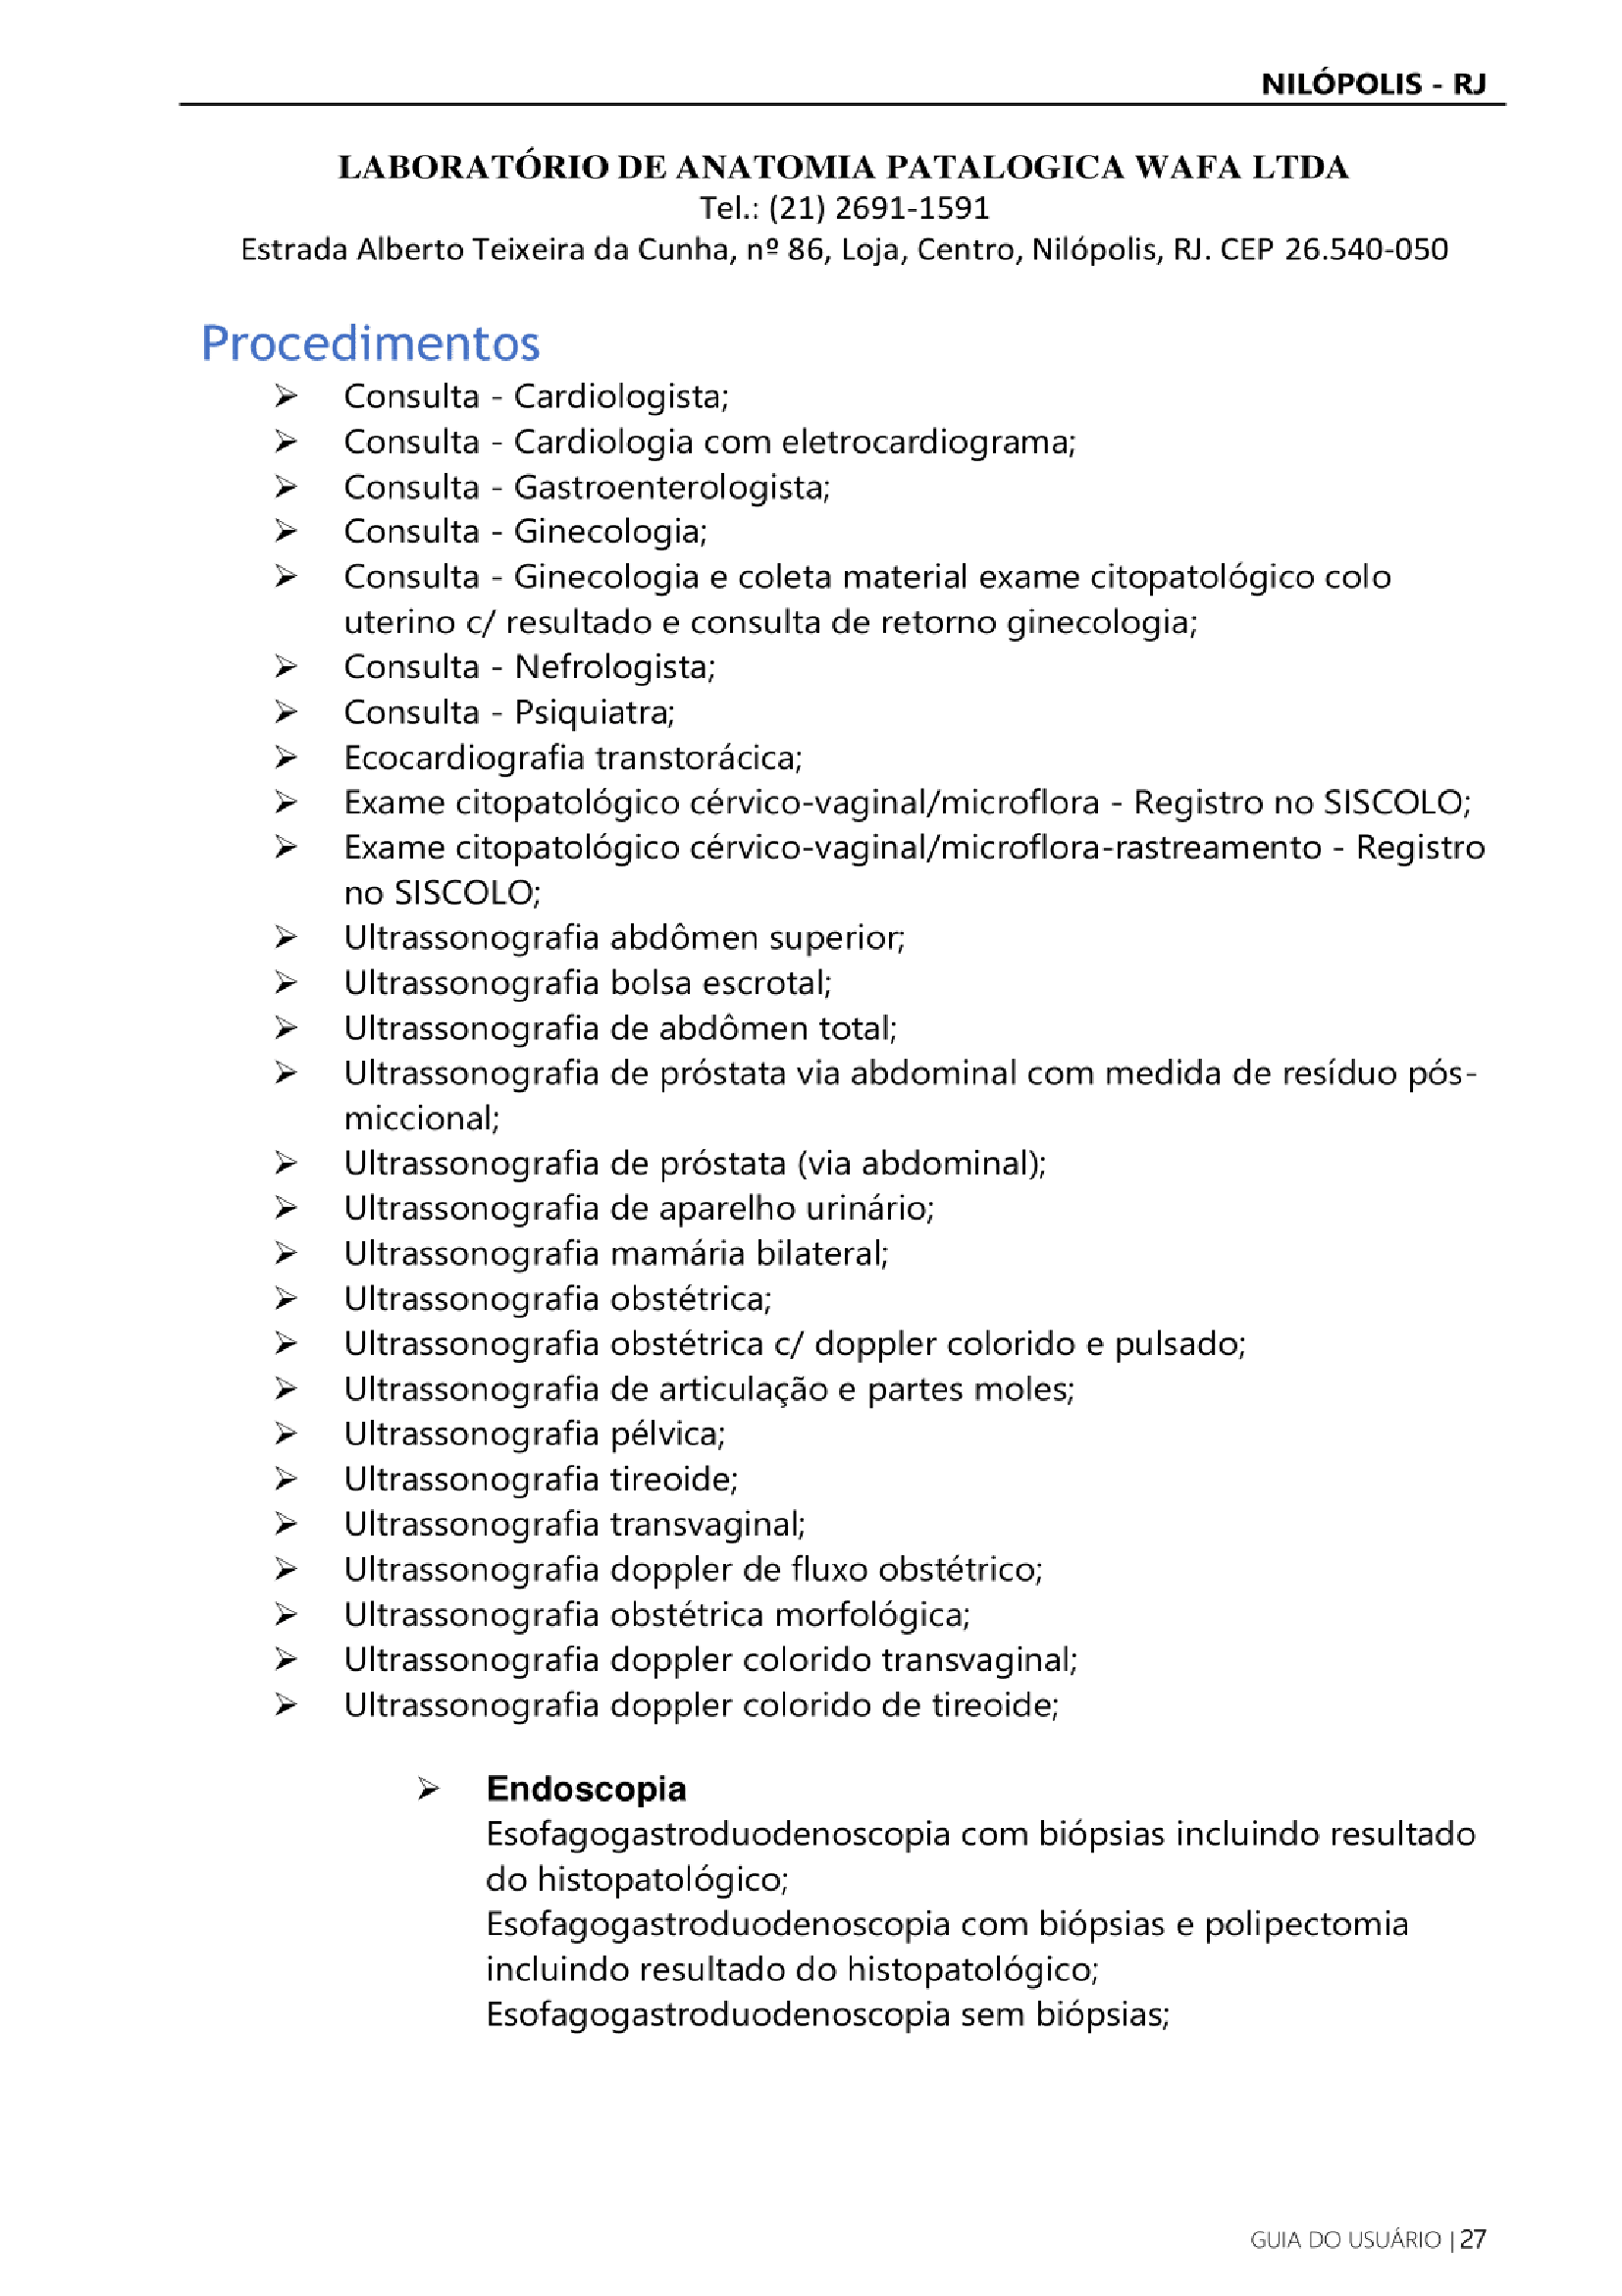 NILÓPOLIS - RJ
LABORATÓRIO DE ANATOMIA PATALOGICA WAFA LTDA
Tel.: (21) 2691-1591
Estrada Alberto Teixeira da Cunha, nº 86, Loja, Centro, Nilópolis, RJ. CEP 26.540-050
Procedimentos
➢ Consulta - Cardiologista;
➢ Consulta - Cardiologia com eletrocardiograma;
➢ Consulta - Gastroenterologista;
➢ Consulta - Ginecologia;
➢ Consulta - Ginecologia e coleta material exame citopatológico colo
uterino c/ resultado e consulta de retorno ginecologia;
➢ Consulta - Nefrologista;
➢ Consulta - Psiquiatra;
➢ Ecocardiografia transtorácica;
➢ Exame citopatológico cérvico-vaginal/microflora - Registro no SISCOLO;
➢ Exame citopatológico cérvico-vaginal/microflora-rastreamento - Registro
no SISCOLO;
➢ Ultrassonografia abdômen superior;
➢ Ultrassonografia bolsa escrotal;
➢ Ultrassonografia de abdômen total;
➢ Ultrassonografia de próstata via abdominal com medida de resíduo pós-
miccional;
➢ Ultrassonografia de próstata (via abdominal);
➢ Ultrassonografia de aparelho urinário;
➢ Ultrassonografia mamária bilateral;
➢ Ultrassonografia obstétrica;
➢ Ultrassonografia obstétrica c/ doppler colorido e pulsado;
➢ Ultrassonografia de articulação e partes moles;
➢ Ultrassonografia pélvica;
➢ Ultrassonografia tireoide;
➢ Ultrassonografia transvaginal;
➢ Ultrassonografia doppler de fluxo obstétrico;
➢ Ultrassonografia obstétrica morfológica;
➢ Ultrassonografia doppler colorido transvaginal;
➢ Ultrassonografia doppler colorido de tireoide;
➢ Endoscopia
Esofagogastroduodenoscopia com biópsias incluindo resultado
do histopatológico;
Esofagogastroduodenoscopia com biópsias e polipectomia
incluindo resultado do histopatológico;
Esofagogastroduodenoscopia sem biópsias;
GUIA DO USUÁRIO | 27